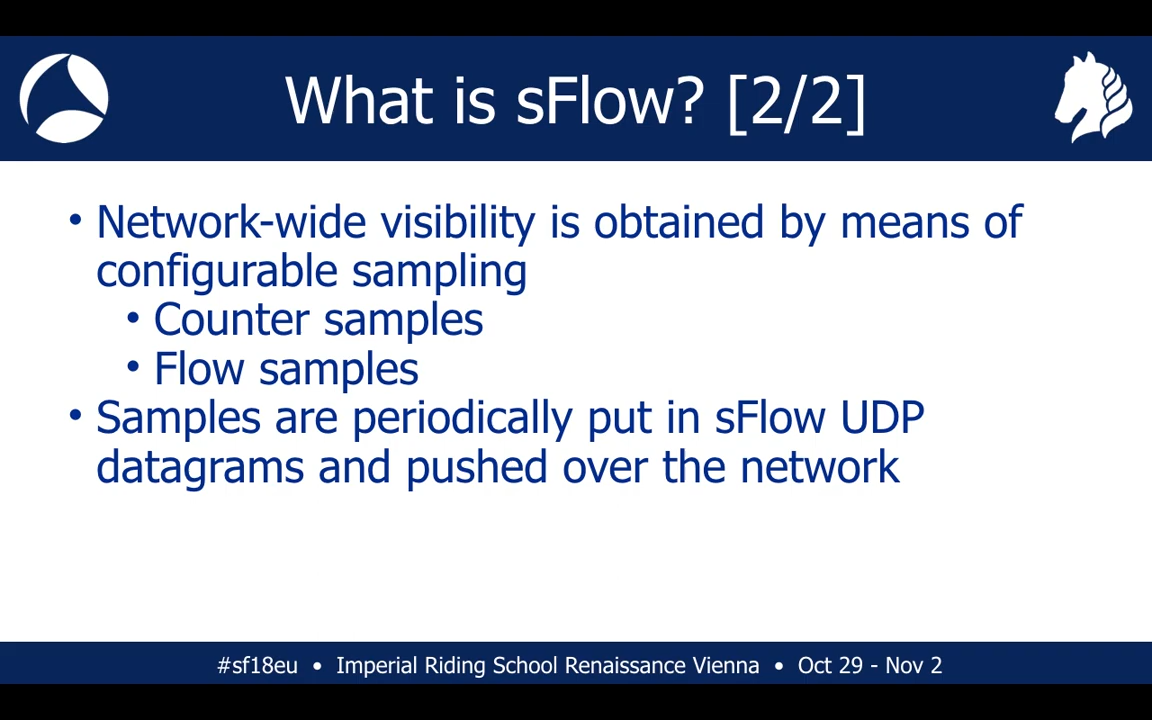 What is sFlow? [2/2]
• Network-wide visibility is obtained by means of
configurable sampling
• Counter samples
• Flow samples
• Samples are periodically put in sFlow UDP
datagrams and pushed over the network
#sf18eu • Imperial Riding School Renaissance Vienna • Oct 29 - Nov 2